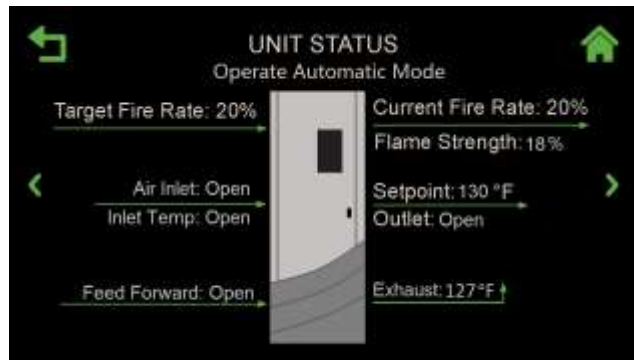 UNIT STATUS
Operate Automatic Mode
Target Fire Rate: 20%
Current Fire Rate: 20%
Flame Strength: 18%
Air Inlet: Open
Inlet Temp: Open
Setpoint: 130 °F
Outlet: Open
Feed Forward: Open
Exhaust: 127°F